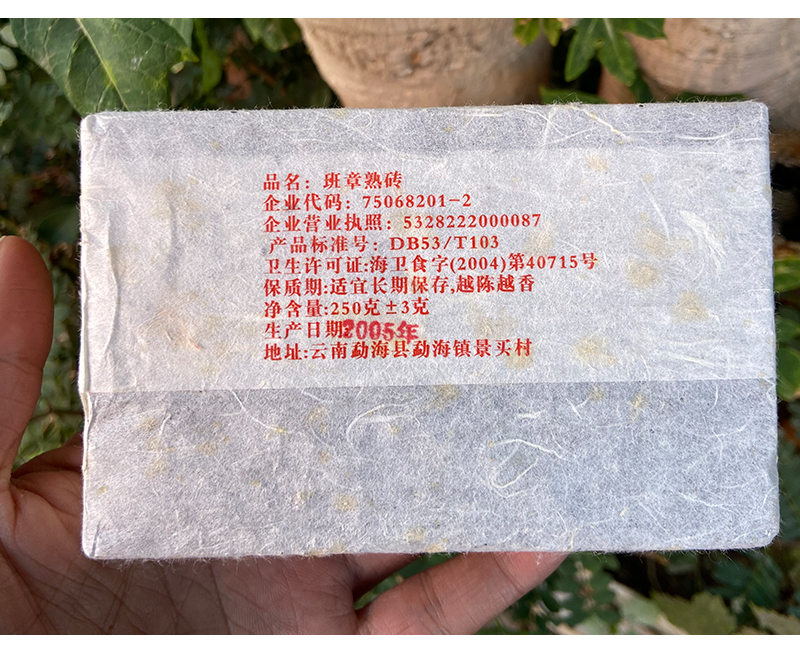 品名：班章熟砖
企业代码：75068201-2
企业营业执照：5328222000087
产品标准号：DB53/T103
卫生许可证:海卫食字(2004)第40715号
保质期:适宜长期保存,越陈越香
净含量:250克±3克
生产日期:2005年
地址:云南勐海县勐海镇景买村